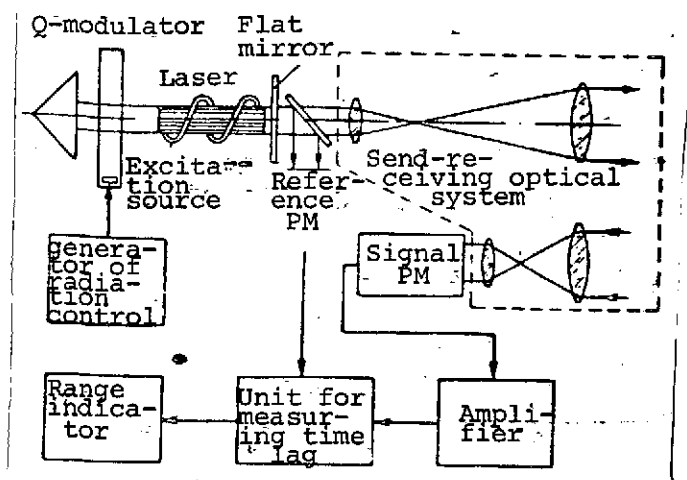 Q-modulator
Flat
mirror
Laser
Excita-
tion
source
Refer-
ence
PM
Send-re-
ceiving optical
system
genera-
tor of
radia-
tion
control
Signal
PM
Range
indica-
tor
Unit for
measur-
ing time
lag
Ampli-
fier